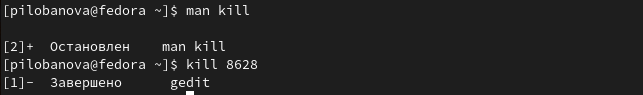 [pilobanova@fedora ~]$ man kill
[2]+  Остановлен    man kill
[pilobanova@fedora ~]$ kill 8628
[1]-  Завершено      gedit